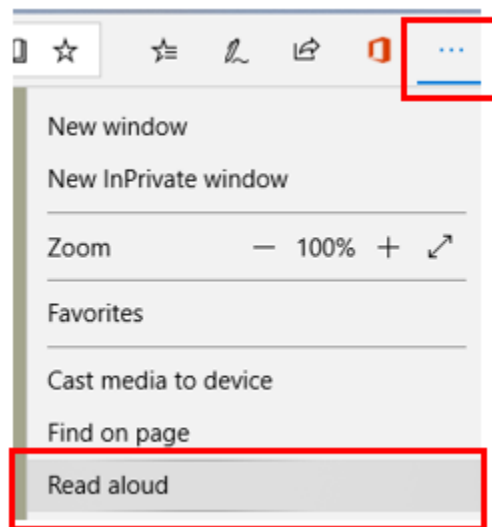 New window
New InPrivate window
Zoom — 100% +
Favorites
Cast media to device
Find on page
Read aloud